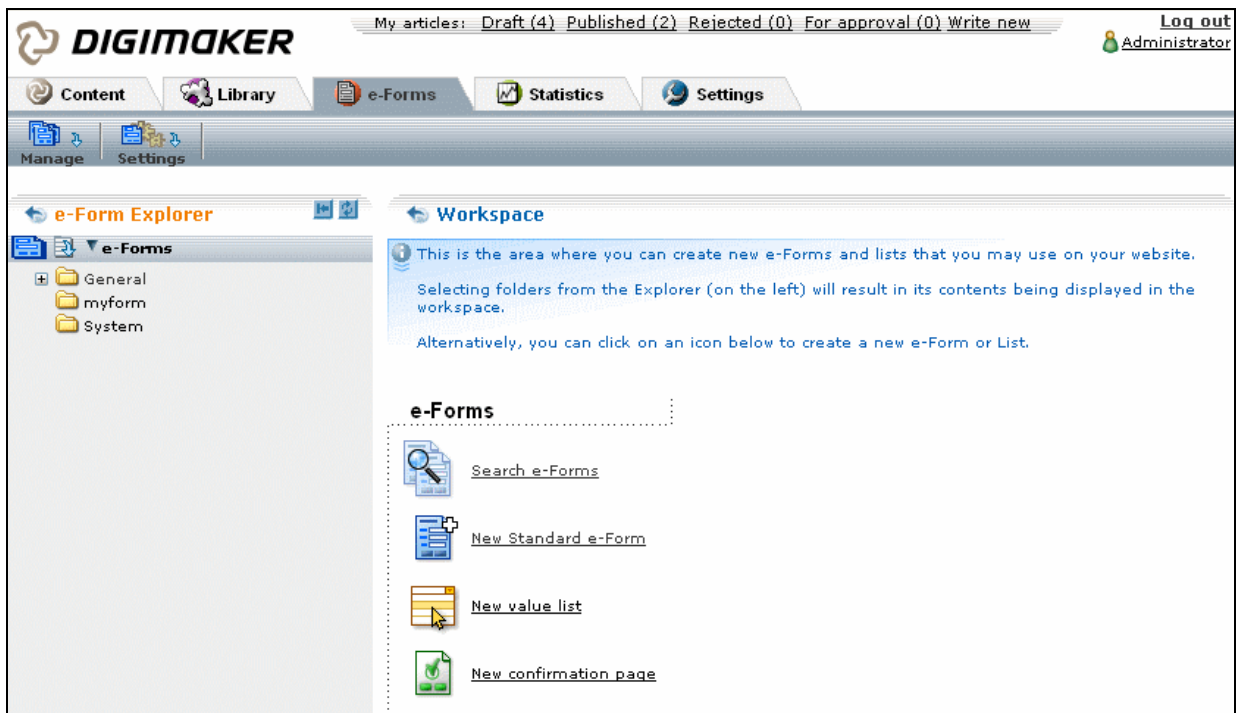 DIGIMAKER
My articles: Draft (4) Published (2) Rejected (0) For approval (0) Write new
Log out
Administrator
Content Library e-Forms Statistics Settings
Manage Settings
e-Form Explorer
e-Forms
General
myform
System
Workspace
This is the area where you can create new e-Forms and lists that you may use on your website.
Selecting folders from the Explorer (on the left) will result in its contents being displayed in the
workspace.
Alternatively, you can click on an icon below to create a new e-Form or List.
e-Forms
Search e-Forms
New Standard e-Form
New value list
New confirmation page